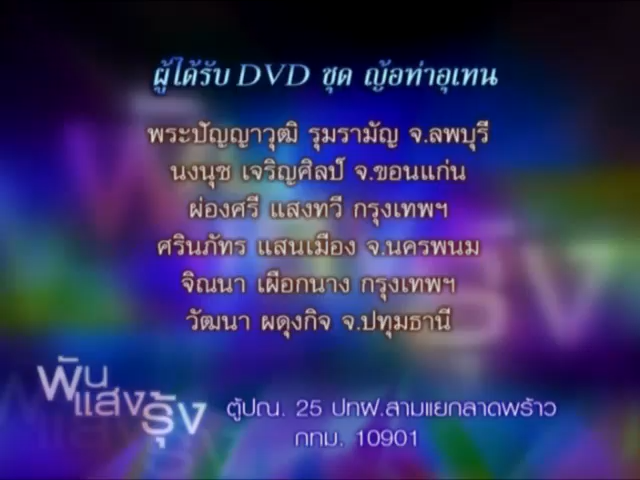 ผู้ได้รับ DVD ชุด ญ้อท่าอุเทน
พระปัญญาวุฒิ รุมรามัญ จ.ลพบุรี
นงนุช เจริญศิลป์ จ.ขอนแก่น
ผ่องศรี แสงทวี กรุงเทพฯ
ศรินภัทร แสนเมือง จ.นครพนม
จิณนา เผือกนาง กรุงเทพฯ
วัฒนา ผดุงกิจ จ.ปทุมธานี
พันแสงรุ้ง
ตู้ปณ. 25 ปทฝ.สามแยกลาดพร้าว
กทม. 10901